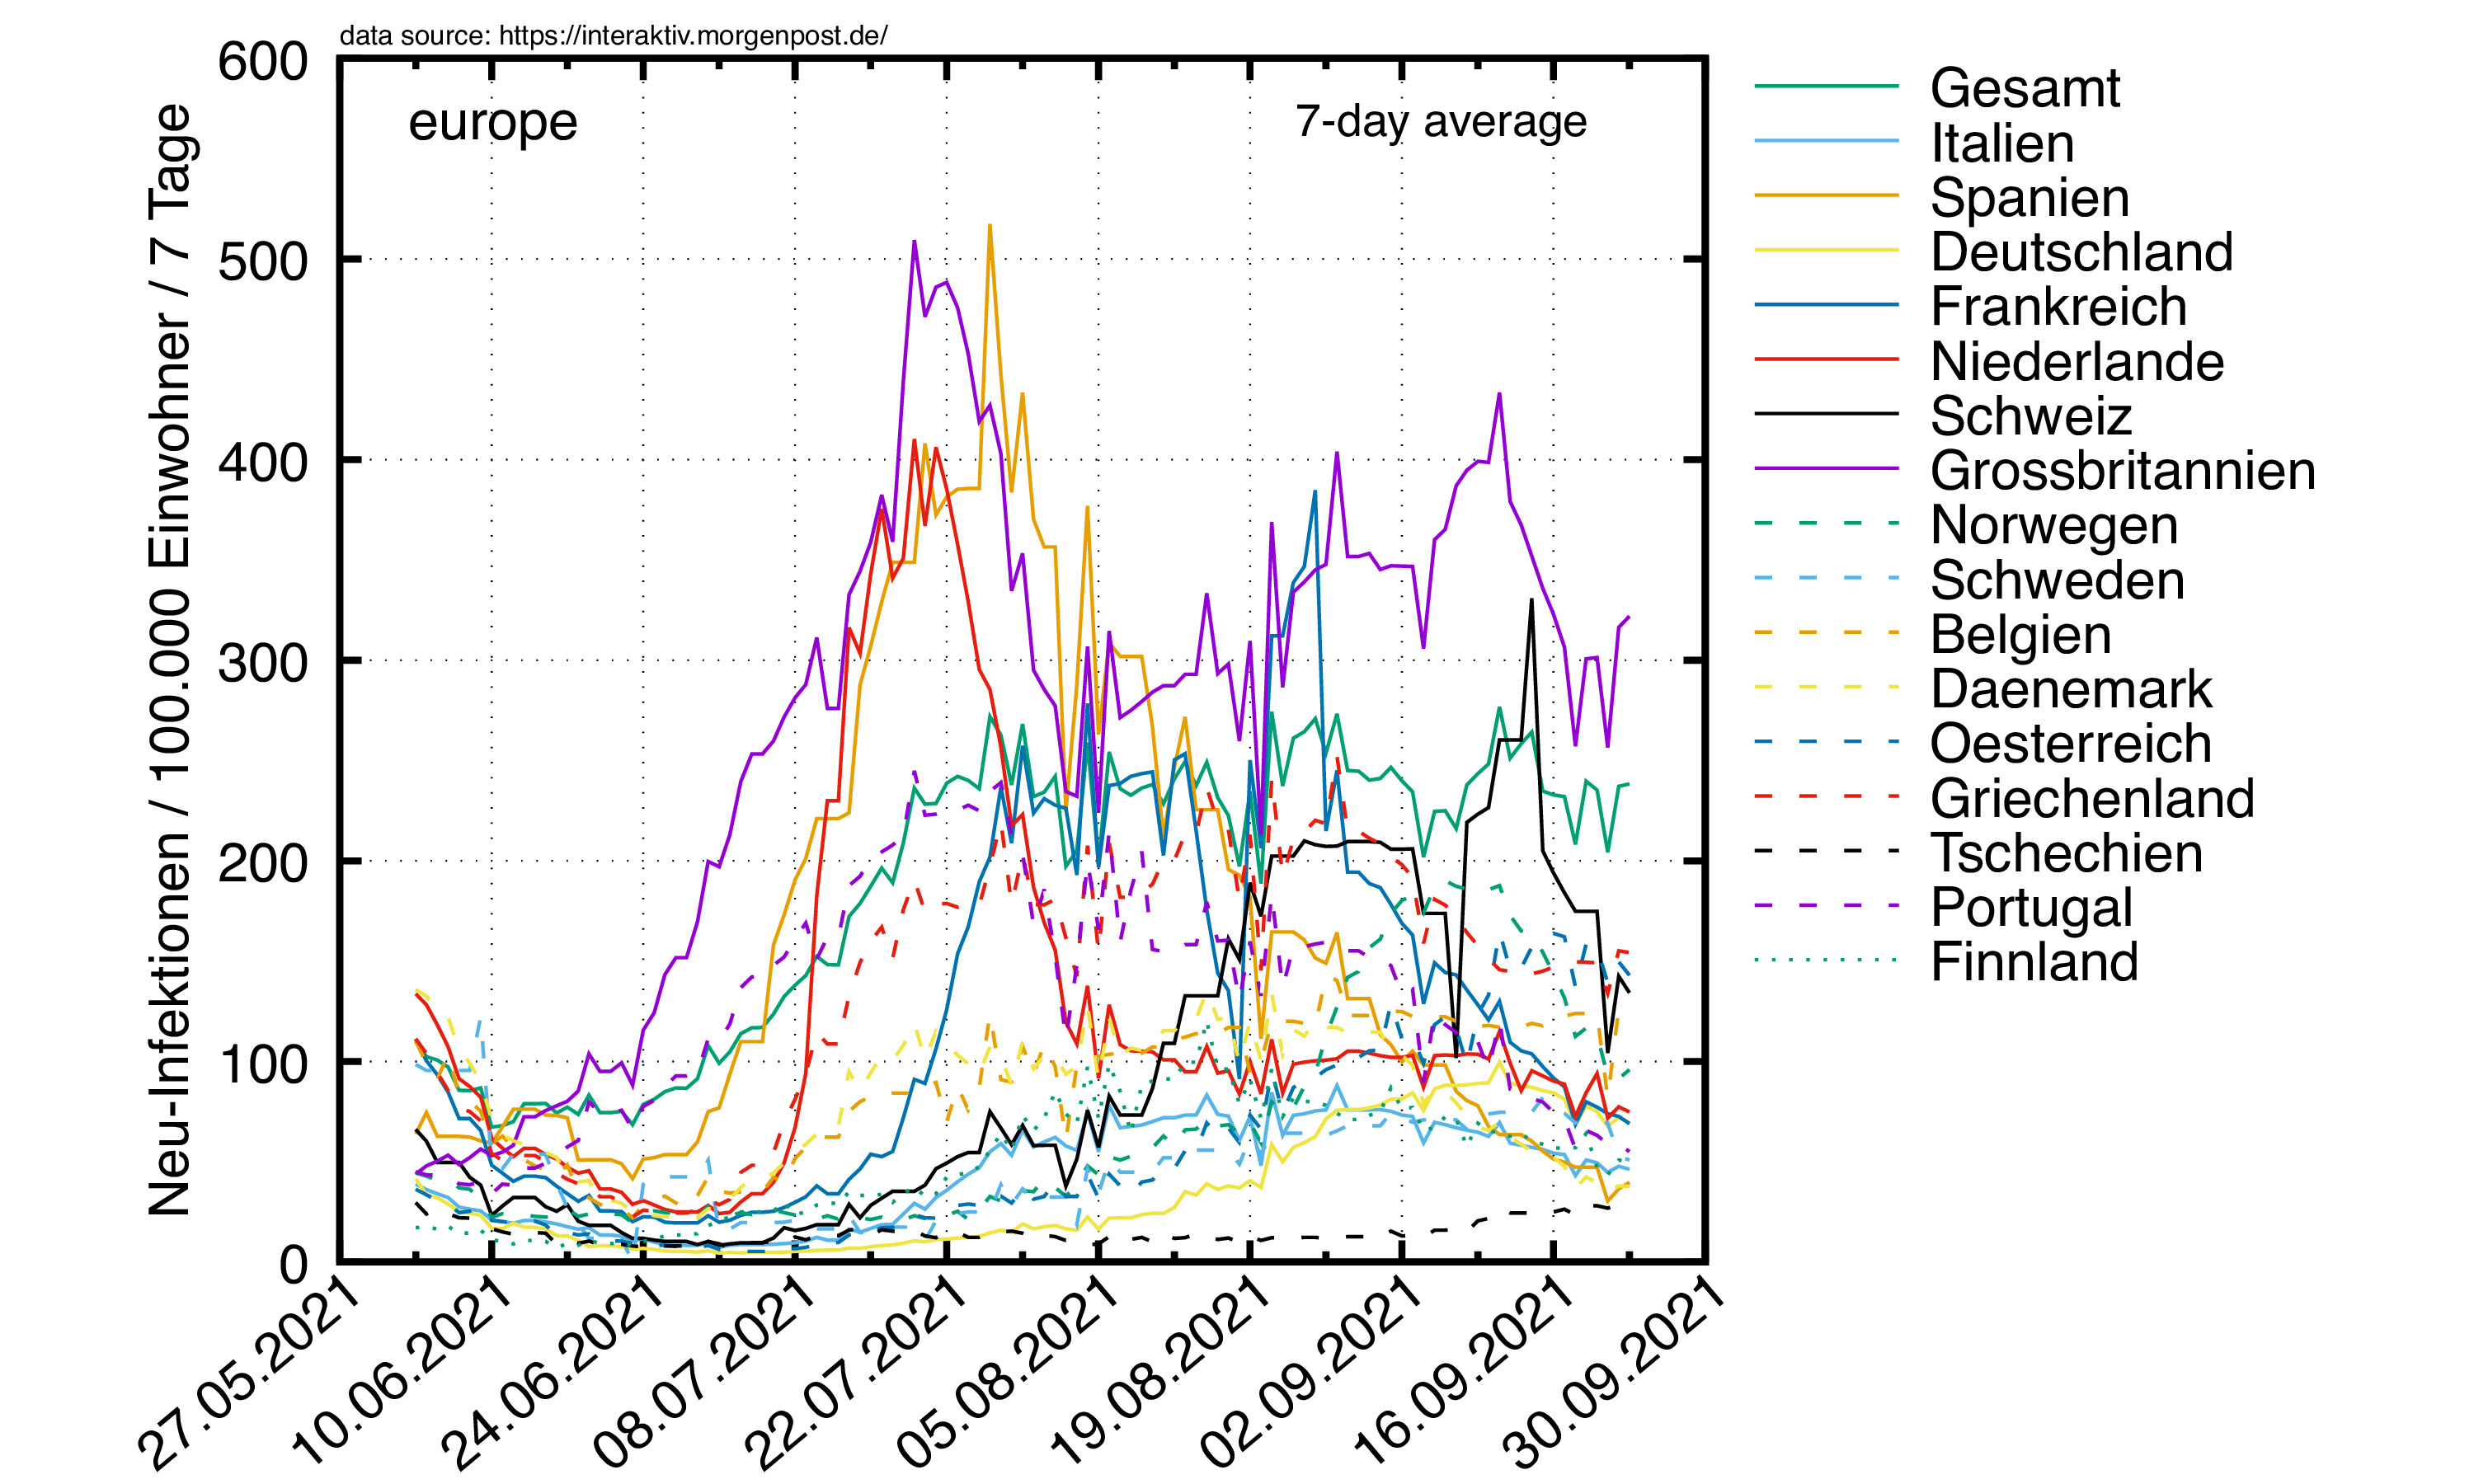 data source: https://interaktiv.morgenpost.de/
europe
7-day average
Neu-Infektionen / 100.000 Einwohner / 7 Tage
600
500
400
300
200
100
0
27.05.2021
10.06.2021
24.06.2021
08.07.2021
22.07.2021
05.08.2021
19.08.2021
02.09.2021
16.09.2021
30.09.2021
Gesamt
Italien
Spanien
Deutschland
Frankreich
Niederlande
Schweiz
Grossbritannien
Norwegen
Schweden
Belgien
Daenemark
Oesterreich
Griechenland
Tschechien
Portugal
Finnland